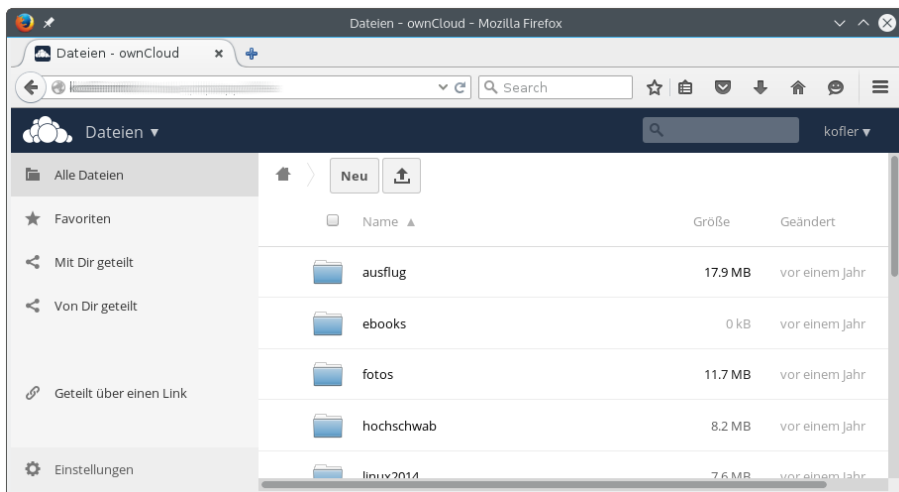 Dateien - ownCloud - Mozilla Firefox
Dateien - ownCloud
Search
Dateien ▾
kofler ▾
Alle Dateien
Favoriten
Mit Dir geteilt
Von Dir geteilt
Geteilt über einen Link
Einstellungen
Neu
Name ▲ Größe Geändert
ausflug 17.9 MB vor einem Jahr
ebooks 0 kB vor einem Jahr
fotos 11.7 MB vor einem Jahr
hochschwab 8.2 MB vor einem Jahr
linux2014 7.6 MB vor einem Jahr